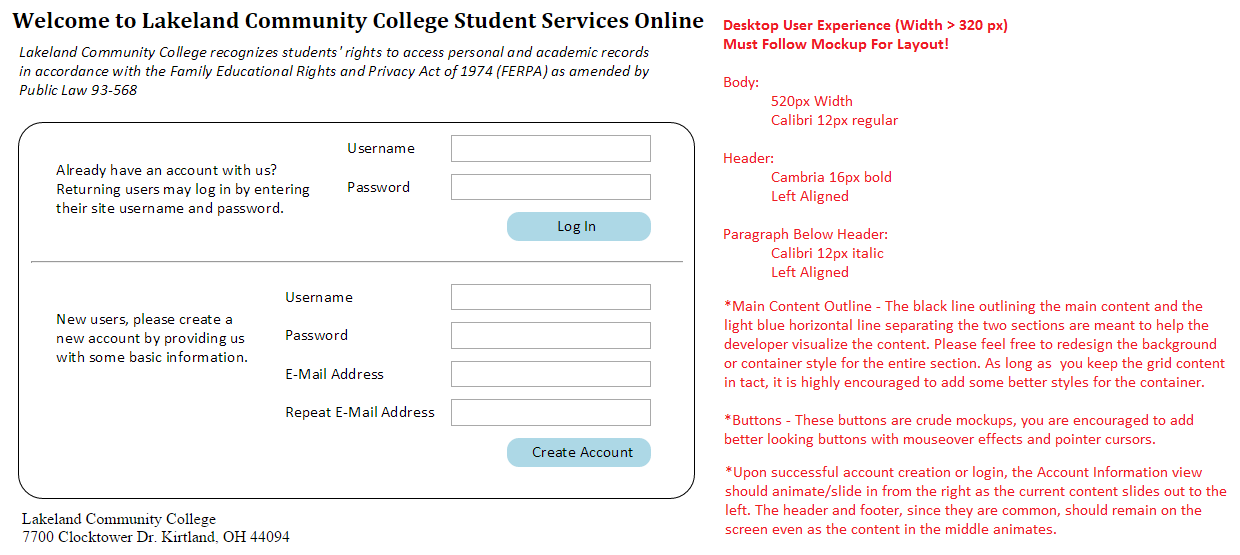 Welcome to Lakeland Community College Student Services Online
Lakeland Community College recognizes students' rights to access personal and academic records
in accordance with the Family Educational Rights and Privacy Act of 1974 (FERPA) as amended by
Public Law 93-568
Already have an account with us?
Returning users may log in by entering
their site username and password.
Username
Password
Log In
New users, please create a
new account by providing us
with some basic information.
Username
Password
E-Mail Address
Repeat E-Mail Address
Create Account
Lakeland Community College
7700 Clocktower Dr. Kirtland, OH 44094
Desktop User Experience (Width > 320 px)
Must Follow Mockup For Layout!
Body:
520px Width
Calibri 12px regular
Header:
Cambria 16px bold
Left Aligned
Paragraph Below Header:
Calibri 12px italic
Left Aligned
*Main Content Outline - The black line outlining the main content and the
light blue horizontal line separating the two sections are meant to help the
developer visualize the content. Please feel free to redesign the background
or container style for the entire section. As long as  you keep the grid content
in tact, it is highly encouraged to add some better styles for the container.
*Buttons - These buttons are crude mockups, you are encouraged to add
better looking buttons with mouseover effects and pointer cursors.
*Upon successful account creation or login, the Account Information view
should animate/slide in from the right as the current content slides out to the
left. The header and footer, since they are common, should remain on the
screen even as the content in the middle animates.